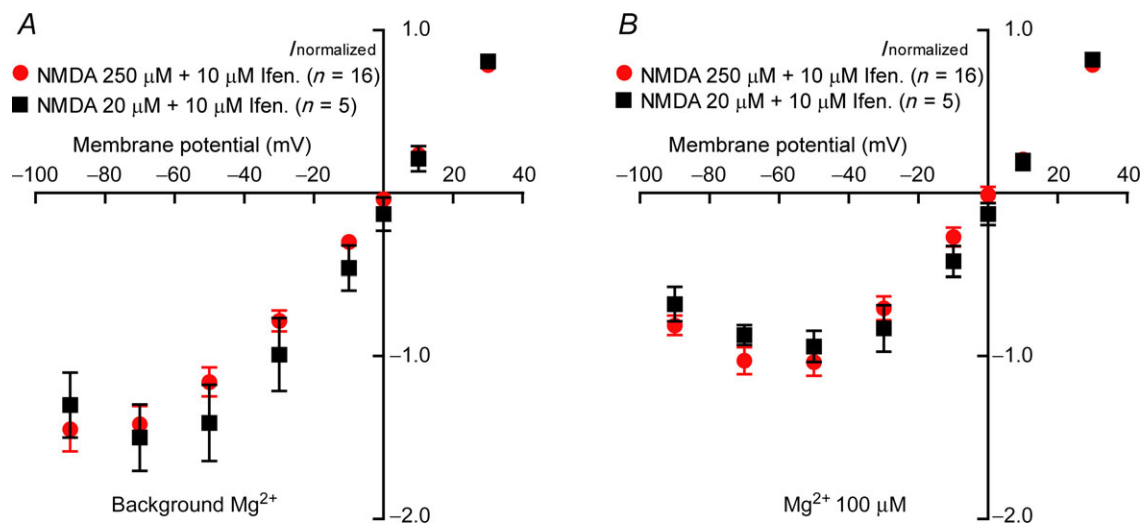 A
1.0
I normalized
NMDA 250 μM + 10 μM Ifen. (n = 16)
NMDA 20 μM + 10 μM Ifen. (n = 5)
Membrane potential (mV)
−100 −80 −60 −40 −20 20 40
−1.0
Background Mg²⁺
−2.0
B
1.0
I normalized
NMDA 250 μM + 10 μM Ifen. (n = 16)
NMDA 20 μM + 10 μM Ifen. (n = 5)
Membrane potential (mV)
−100 −80 −60 −40 −20 20 40
−1.0
Mg²⁺ 100 μM
−2.0